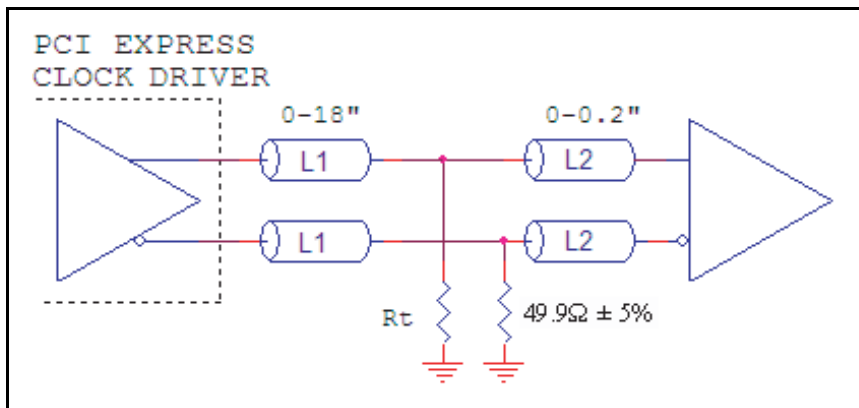 PCI EXPRESS
CLOCK DRIVER
0-18"
0-0.2"
L1
L2
L1
L2
Rt
49.9Ω ± 5%